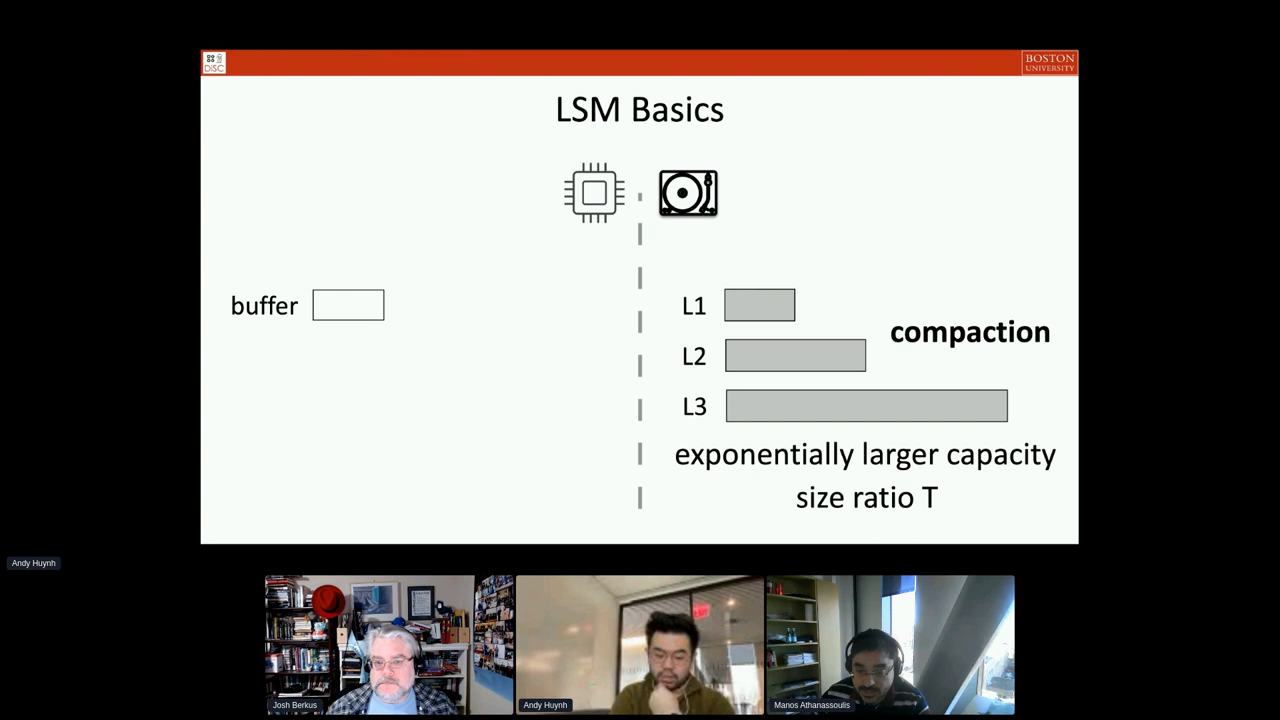 DiSC
BOSTON
UNIVERSITY
LSM Basics
buffer
L1
L2
L3
compaction
exponentially larger capacity
size ratio T
Andy Huynh
Josh Berkus
Andy Huynh
Manos Athanassoulis